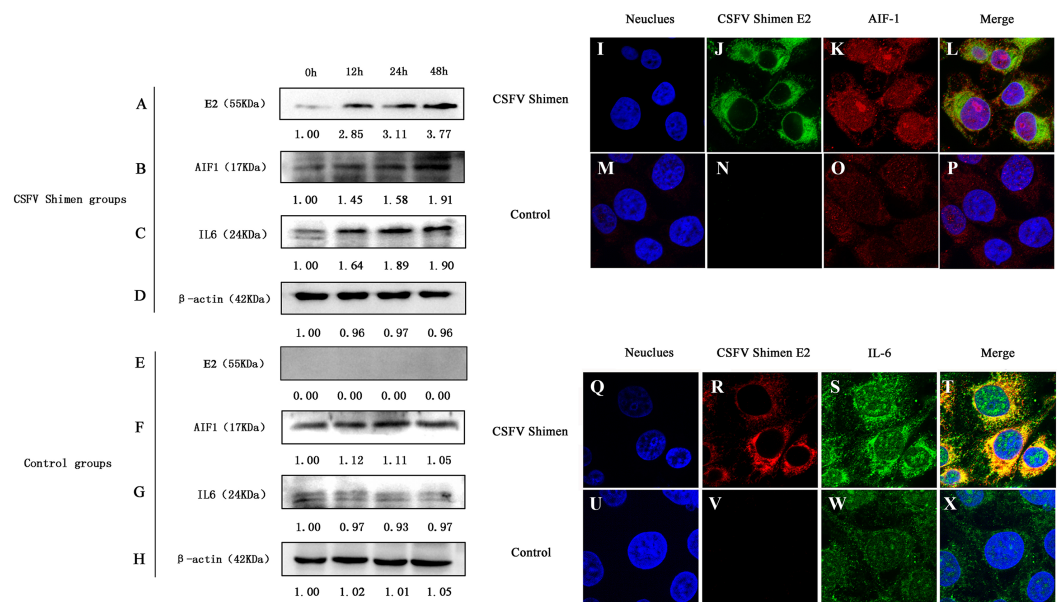 0h 12h 24h 48h
A E2 (55KDa)
1.00 2.85 3.11 3.77
B AIF1 (17KDa)
1.00 1.45 1.58 1.91
CSFV Shimen groups
C IL6 (24KDa)
1.00 1.64 1.89 1.90
D β-actin (42KDa)
1.00 0.96 0.97 0.96
E E2 (55KDa)
0.00 0.00 0.00 0.00
F AIF1 (17KDa)
1.00 1.12 1.11 1.05
Control groups
G IL6 (24KDa)
1.00 0.97 0.93 0.97
H β-actin (42KDa)
1.00 1.02 1.01 1.05
Neuclues CSFV Shimen E2 AIF-1 Merge
CSFV Shimen
I J K L
Control
M N O P
Neuclues CSFV Shimen E2 IL-6 Merge
CSFV Shimen
Q R S T
Control
U V W X